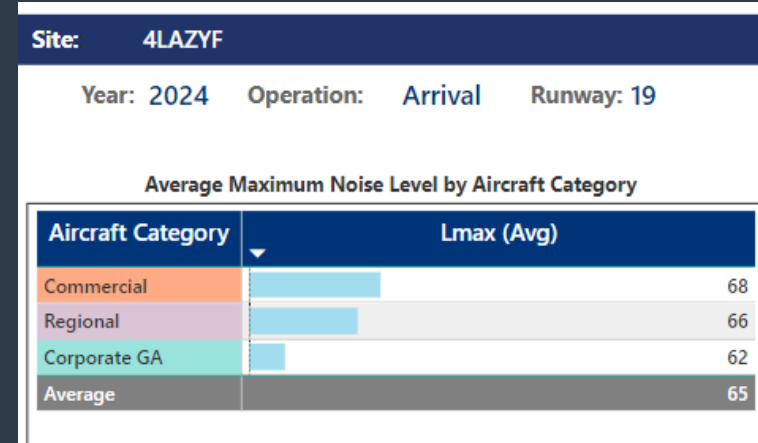 Site: 4LAZYF
Year: 2024 Operation: Arrival Runway: 19
Average Maximum Noise Level by Aircraft Category
Aircraft Category Lmax (Avg)
Commercial 68
Regional 66
Corporate GA 62
Average 65